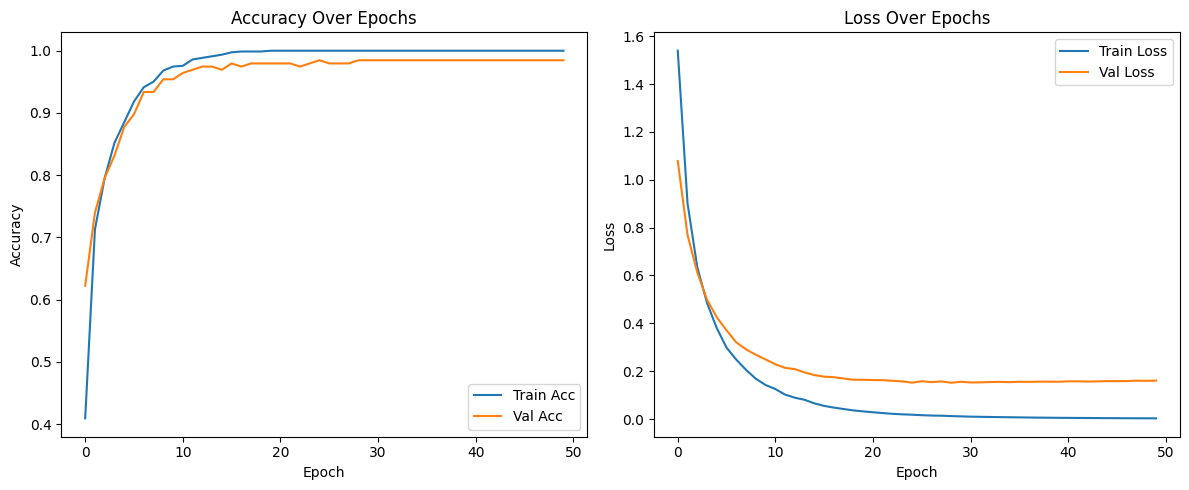 Accuracy Over Epochs
1.0
0.9
0.8
0.7
0.6
0.5
0.4
Accuracy
0 10 20 30 40 50
Epoch
Train Acc
Val Acc
Loss Over Epochs
1.6
1.4
1.2
1.0
0.8
0.6
0.4
0.2
0.0
Loss
0 10 20 30 40 50
Epoch
Train Loss
Val Loss